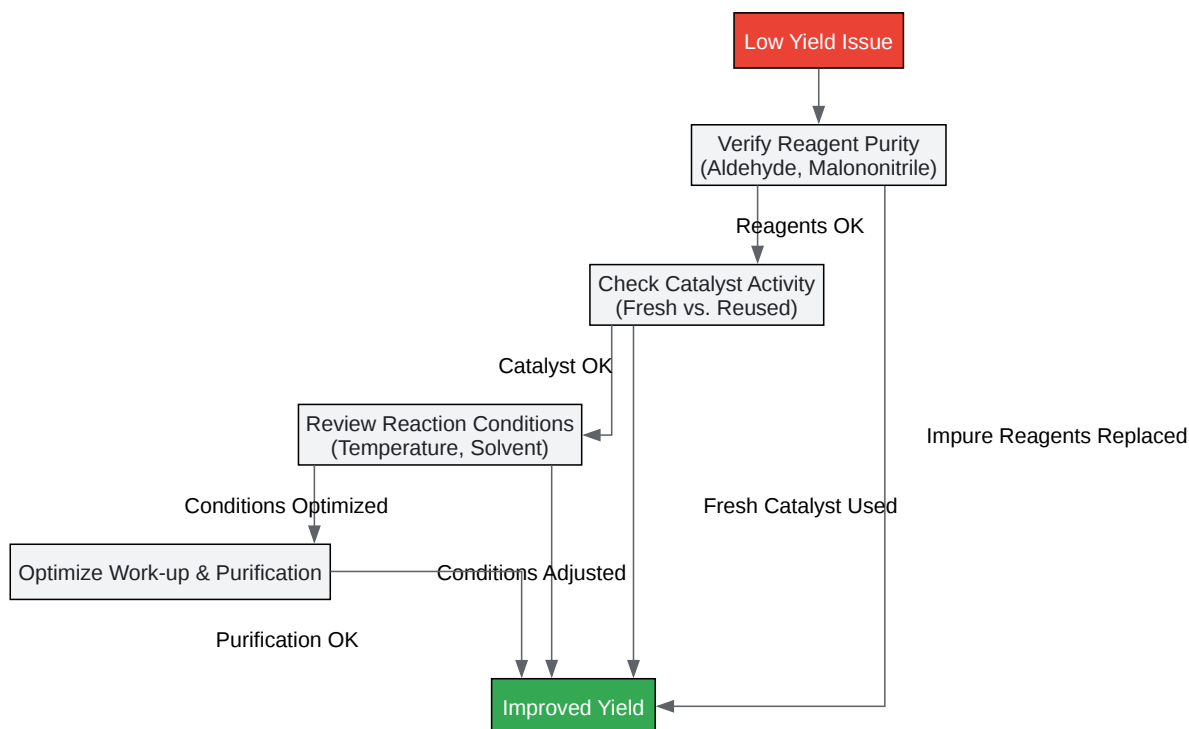 Low Yield Issue
Verify Reagent Purity
(Aldehyde, Malononitrile)
Reagents OK
Check Catalyst Activity
(Fresh vs. Reused)
Catalyst OK
Review Reaction Conditions
(Temperature, Solvent)
Impure Reagents Replaced
Conditions Optimized
Fresh Catalyst Used
Optimize Work-up & Purification
Conditions Adjusted
Purification OK
Improved Yield